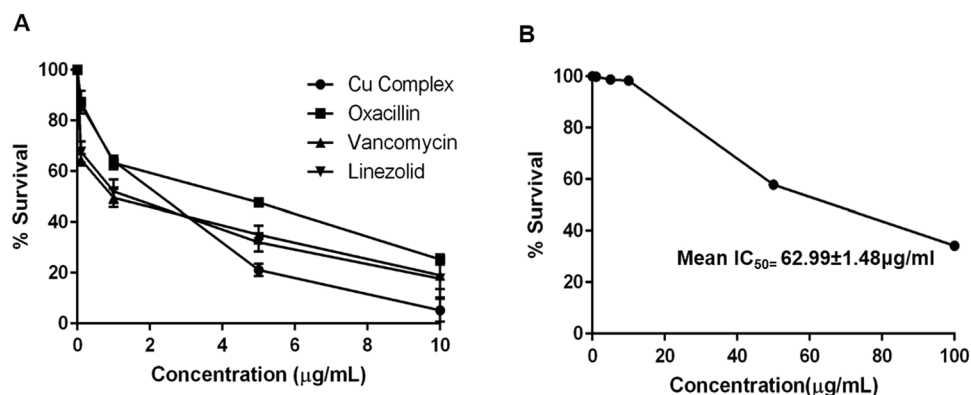 A
100
80
60
40
20
0
% Survival
Cu Complex
Oxacillin
Vancomycin
Linezolid
0 2 4 6 8 10
Concentration (μg/mL)
B
100
80
60
40
20
0
% Survival
Mean IC50= 62.99±1.48μg/ml
0 20 40 60 80 100
Concentration(μg/mL)